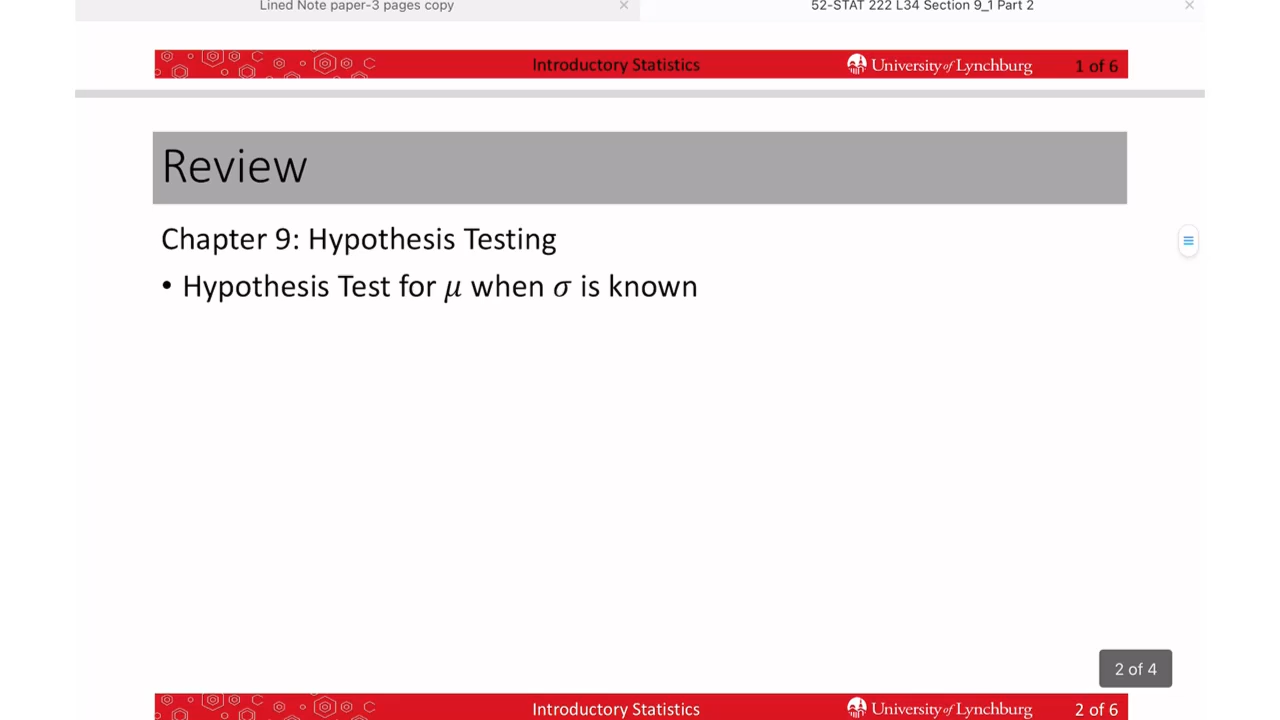 Lined Note paper-3 pages copy
52-STAT 222 L34 Section 9_1 Part 2
Introductory Statistics
University of Lynchburg
1 of 6
Review
Chapter 9: Hypothesis Testing
• Hypothesis Test for μ when σ is known
2 of 4
Introductory Statistics
University of Lynchburg
2 of 6